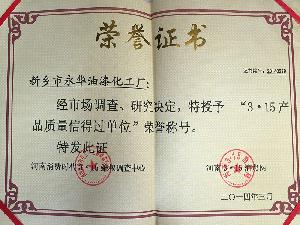 荣誉证书
新乡市永华油漆化工厂：
经市场调查、研究决定，特授予“3·15产
品质量信得过单位”荣誉称号。
特发此证
二〇一四年三月